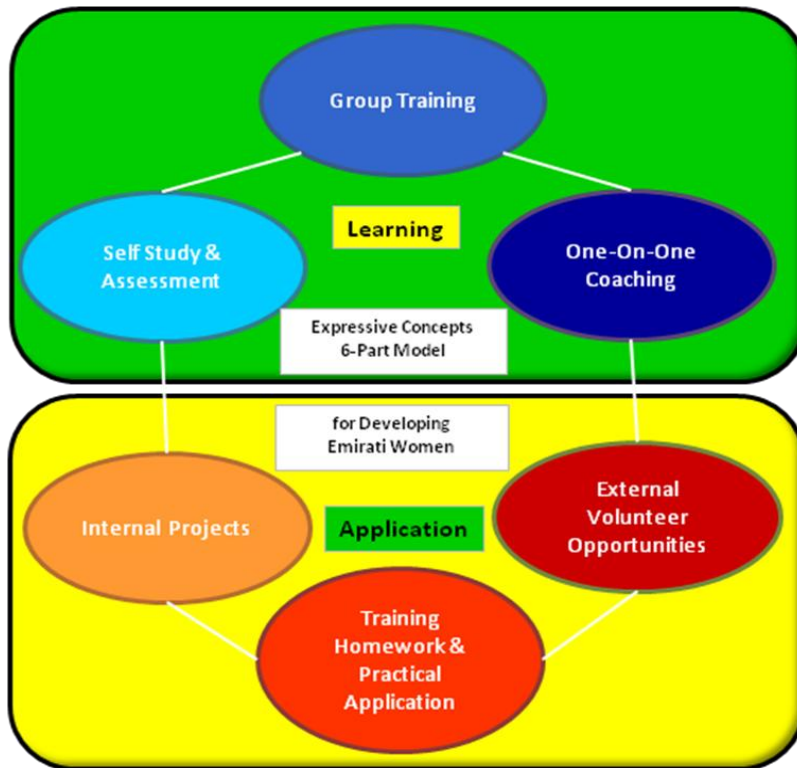 Group Training
Learning
Self Study &
Assessment
One-On-One
Coaching
Expressive Concepts
6-Part Model
for Developing
Emirati Women
Internal Projects
Application
External
Volunteer
Opportunities
Training
Homework &
Practical
Application